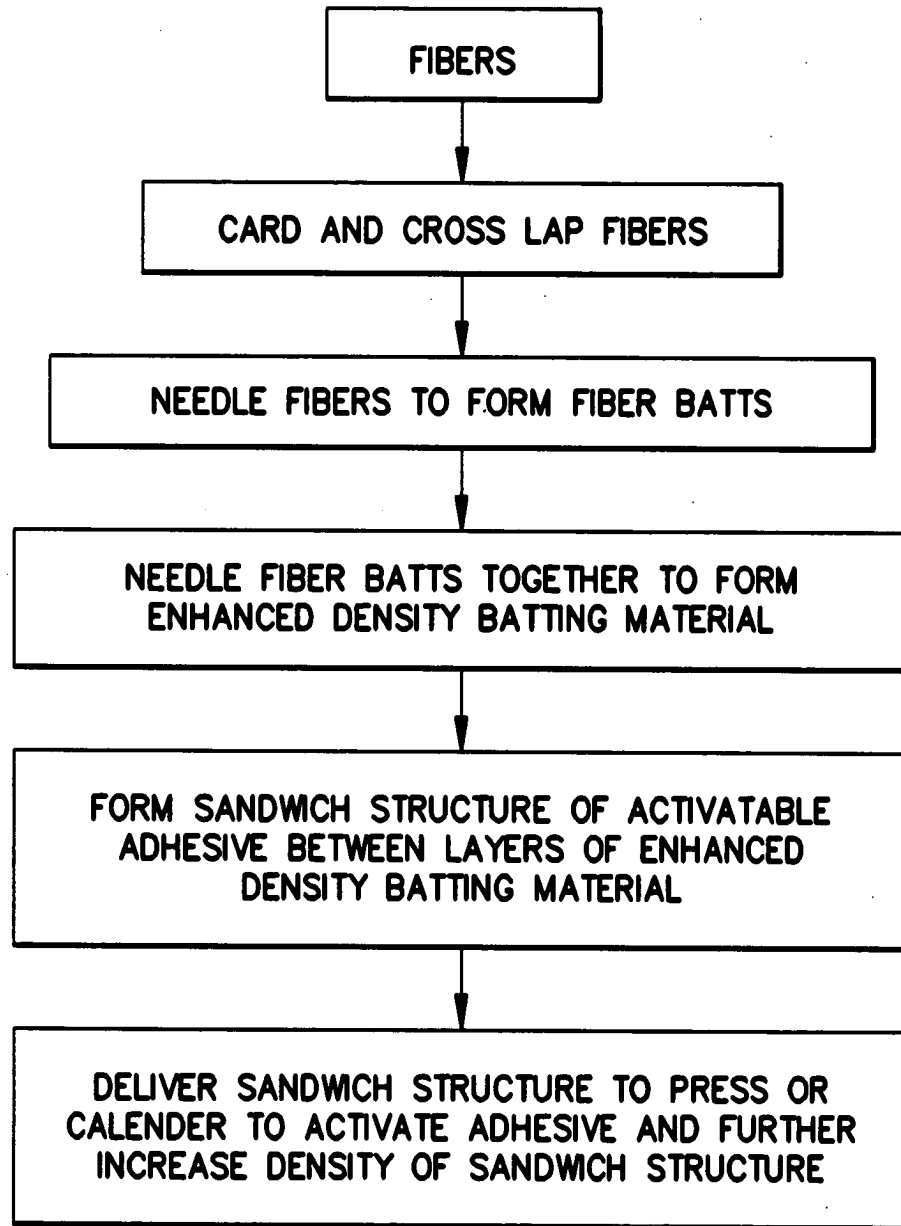 FIBERS
CARD AND CROSS LAP FIBERS
NEEDLE FIBERS TO FORM FIBER BATTS
NEEDLE FIBER BATTS TOGETHER TO FORM
ENHANCED DENSITY BATTING MATERIAL
FORM SANDWICH STRUCTURE OF ACTIVATABLE
ADHESIVE BETWEEN LAYERS OF ENHANCED
DENSITY BATTING MATERIAL
DELIVER SANDWICH STRUCTURE TO PRESS OR
CALENDER TO ACTIVATE ADHESIVE AND FURTHER
INCREASE DENSITY OF SANDWICH STRUCTURE